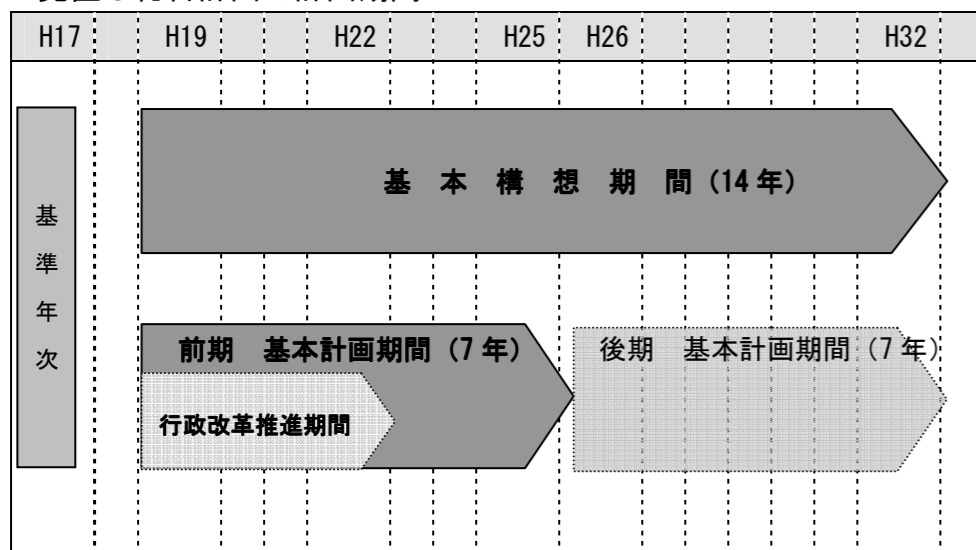 H17 H19 H22 H25 H26 H32
基準年次
基本構想期間（14年）
前期 基本計画期間（7年）
行政改革推進期間
後期 基本計画期間（7年）